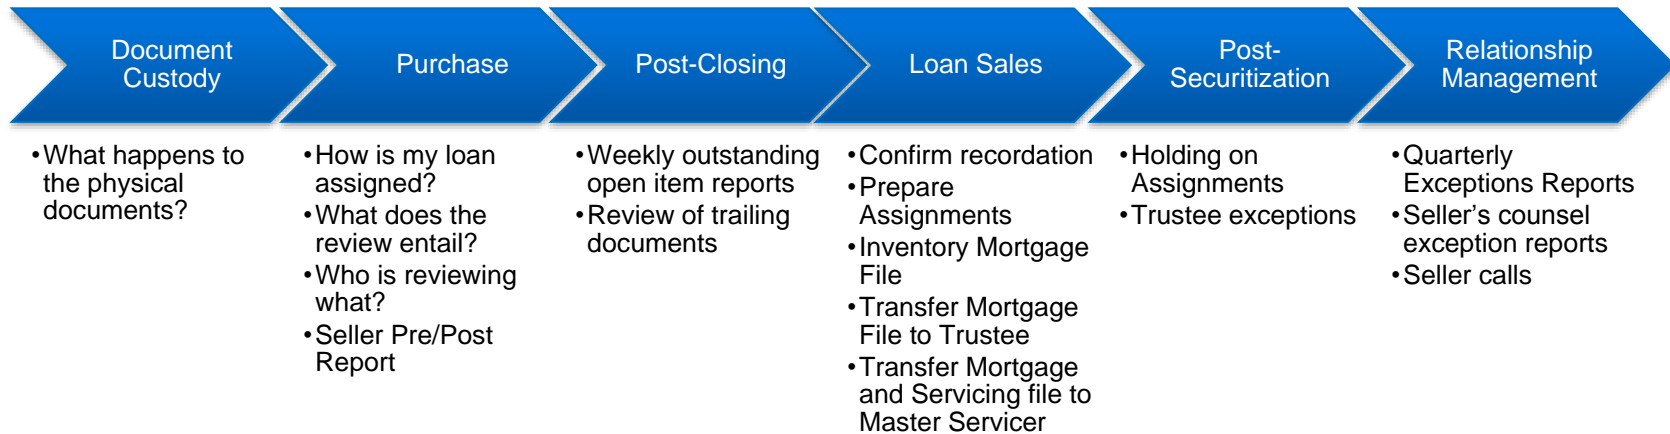 Document
Custody
Purchase
Post-Closing
Loan Sales
Post-
Securitization
Relationship
Management
•What happens to
the physical
documents?
•How is my loan
assigned?
•What does the
review entail?
•Who is reviewing
what?
•Seller Pre/Post
Report
•Weekly outstanding
open item reports
•Review of trailing
documents
•Confirm recordation
•Prepare
Assignments
•Inventory Mortgage
File
•Transfer Mortgage
File to Trustee
•Transfer Mortgage
and Servicing file to
Master Servicer
•Holding on
Assignments
•Trustee exceptions
•Quarterly
Exceptions Reports
•Seller’s counsel
exception reports
•Seller calls